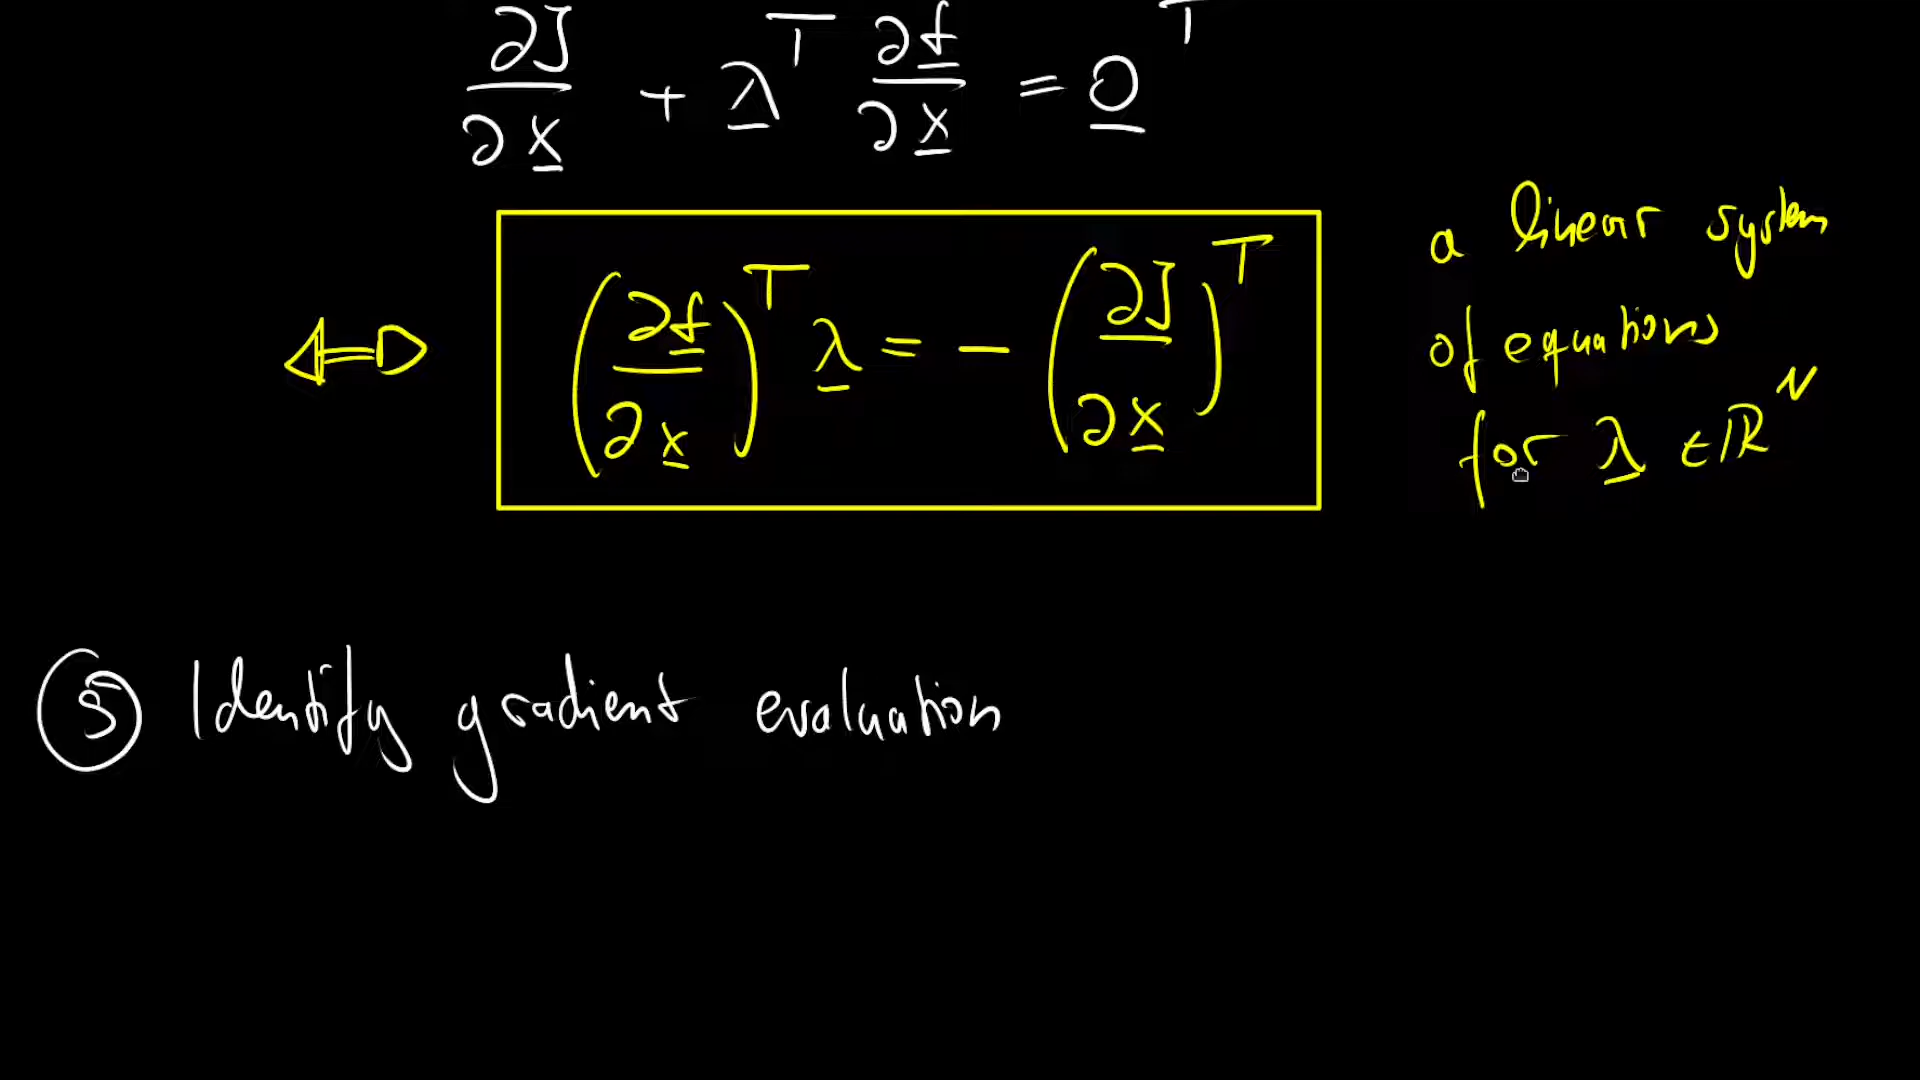 ∂J/∂x + λ^T ∂f/∂x = 0^T
⇔ (∂f/∂x)^T λ = - (∂J/∂x)^T
a linear system
of equations
for λ ∈ ℝ^N
⑤ Identify gradient evaluation